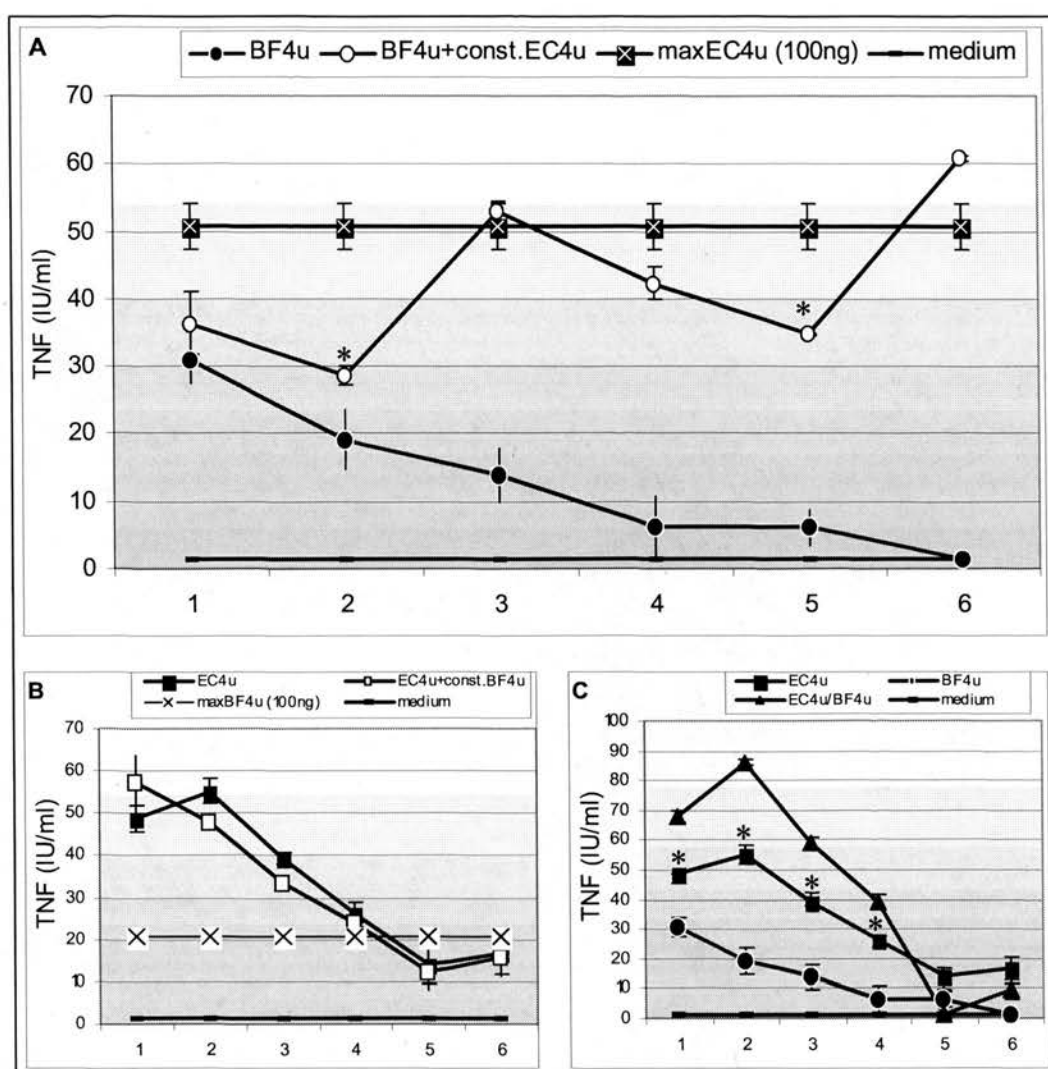 A
BF4u BF4u+const.EC4u maxEC4u (100ng) medium
70
60
50
40
30
20
10
0
TNF (IU/ml)
*
*
1 2 3 4 5 6
B
EC4u EC4u+const.BF4u
maxBF4u (100ng) medium
70
60
50
40
30
20
10
0
TNF (IU/ml)
1 2 3 4 5 6
C
EC4u BF4u
EC4u/BF4u medium
100
90
80
70
60
50
40
30
20
10
0
TNF (IU/ml)
*
*
*
*
1 2 3 4 5 6